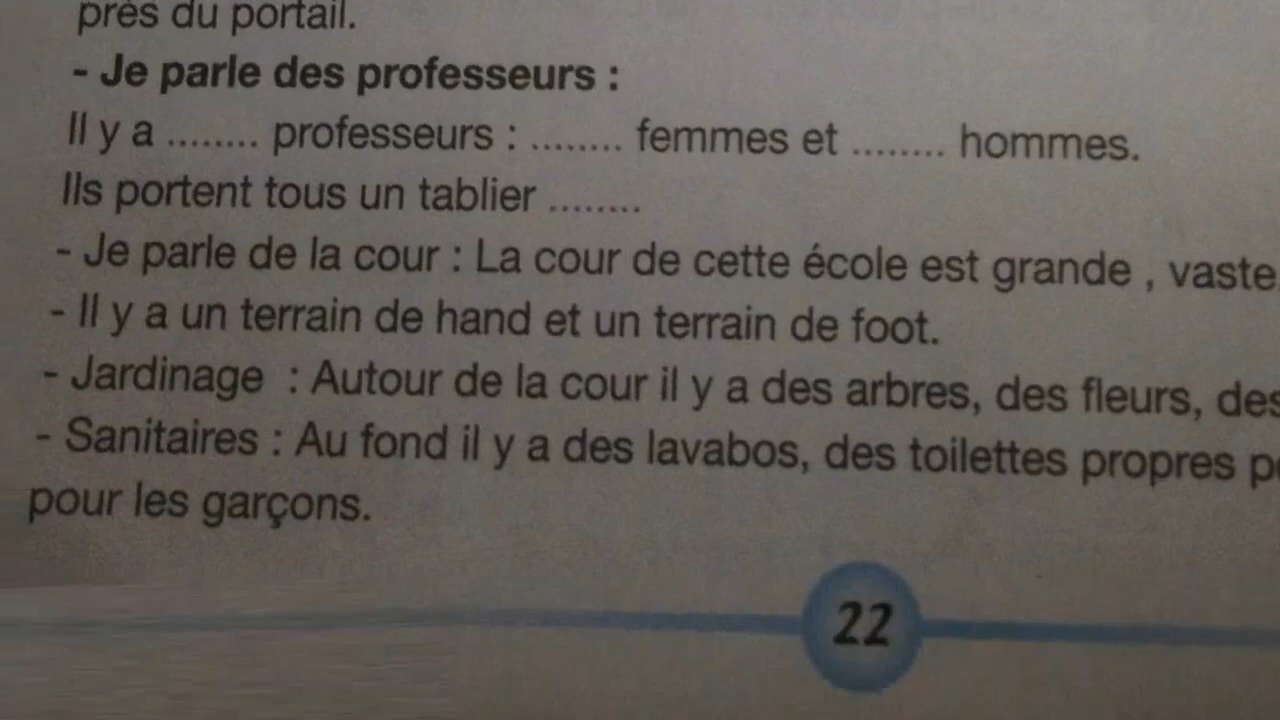 près du portail.
- Je parle des professeurs :
Il y a ........ professeurs : ........ femmes et ........ hommes.
Ils portent tous un tablier ........
- Je parle de la cour : La cour de cette école est grande , vaste
- Il y a un terrain de hand et un terrain de foot.
- Jardinage : Autour de la cour il y a des arbres, des fleurs, des
- Sanitaires : Au fond il y a des lavabos, des toilettes propres
pour les garçons.
22